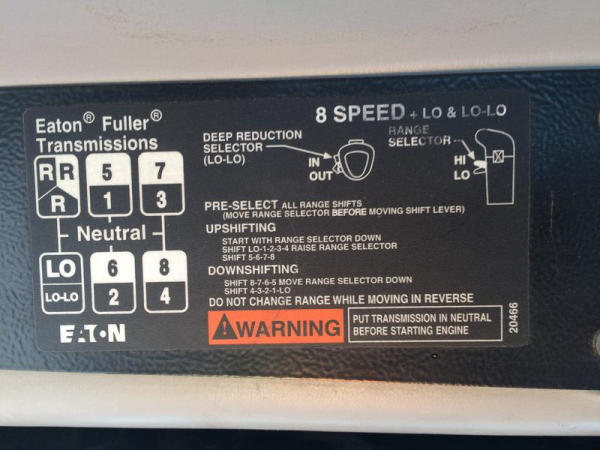 Eaton® Fuller®
Transmissions
8 SPEED + LO & LO-LO
DEEP REDUCTION
SELECTOR
(LO-LO)
IN
OUT
RANGE
SELECTOR
HI
LO
R R
R
5
1
7
3
Neutral
LO
LO-LO
6
2
8
4
PRE-SELECT ALL RANGE SHIFTS
(MOVE RANGE SELECTOR BEFORE MOVING SHIFT LEVER)
UPSHIFTING
START WITH RANGE SELECTOR DOWN
SHIFT LO-1-2-3-4 RAISE RANGE SELECTOR
SHIFT 5-6-7-8
DOWNSHIFTING
SHIFT 8-7-6-5 MOVE RANGE SELECTOR DOWN
SHIFT 4-3-2-1-LO
DO NOT CHANGE RANGE WHILE MOVING IN REVERSE
WARNING
PUT TRANSMISSION IN NEUTRAL
BEFORE STARTING ENGINE
20466
EATON